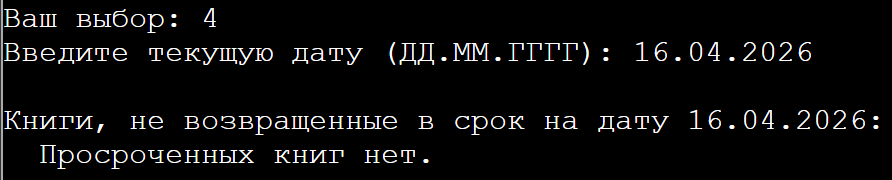 Ваш выбор: 4
Введите текущую дату (ДД.ММ.ГГГГ): 16.04.2026
Книги, не возвращенные в срок на дату 16.04.2026:
Просроченных книг нет.